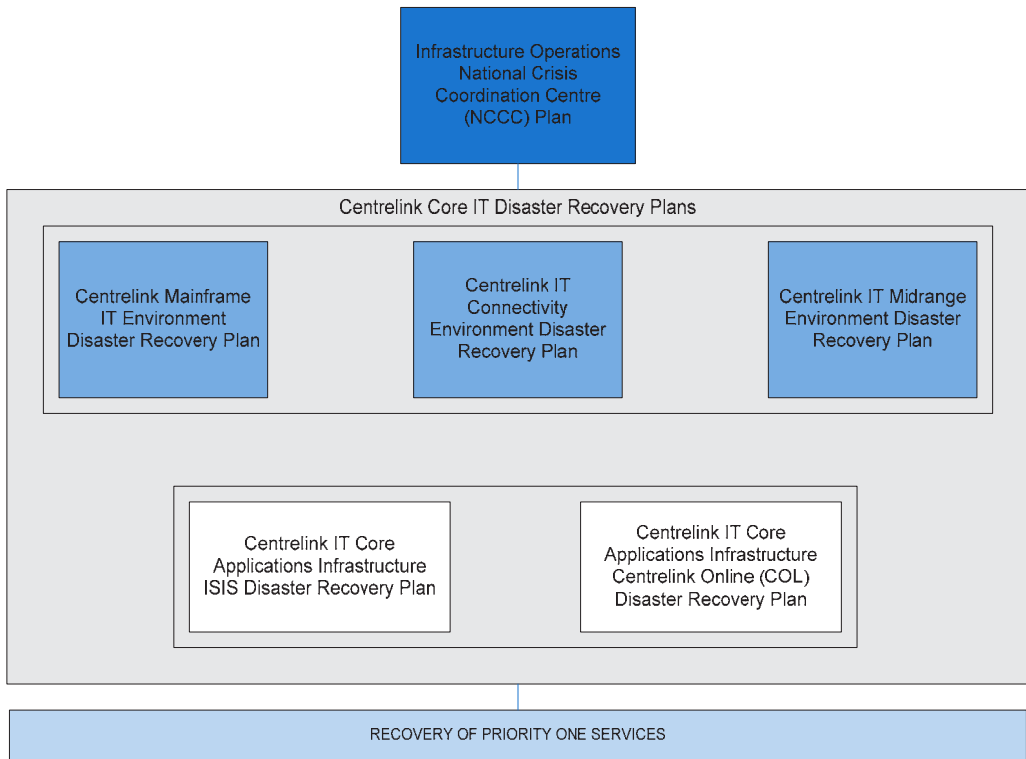 Infrastructure Operations
National Crisis
Coordination Centre
(NCCC) Plan
Centrelink Core IT Disaster Recovery Plans
Centrelink Mainframe
IT Environment
Disaster Recovery Plan
Centrelink IT
Connectivity
Environment Disaster
Recovery Plan
Centrelink IT Midrange
Environment Disaster
Recovery Plan
Centrelink IT Core
Applications Infrastructure
ISIS Disaster Recovery Plan
Centrelink IT Core
Applications Infrastructure
Centrelink Online (COL)
Disaster Recovery Plan
RECOVERY OF PRIORITY ONE SERVICES